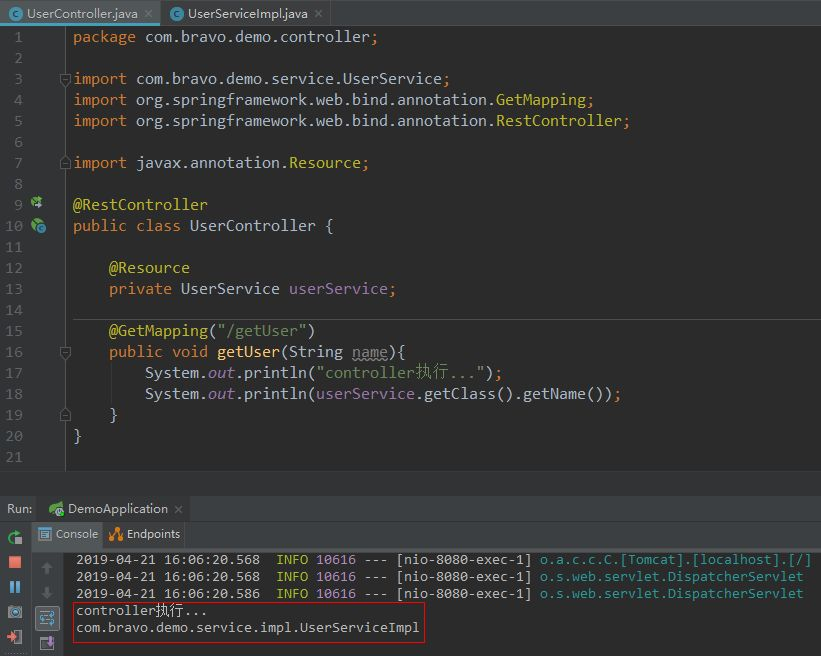 UserController.java × UserServiceImpl.java ×
1 package com.bravo.demo.controller;
2
3 import com.bravo.demo.service.UserService;
4 import org.springframework.web.bind.annotation.GetMapping;
5 import org.springframework.web.bind.annotation.RestController;
6
7 import javax.annotation.Resource;
8
9 @RestController
10 public class UserController {
11
12 @Resource
13 private UserService userService;
14
15 @GetMapping("/getUser")
16 public void getUser(String name){
17 System.out.println("controller执行...");
18 System.out.println(userService.getClass().getName());
19 }
20 }
21
Run: DemoApplication ×
Console Endpoints
2019-04-21 16:06:20.568 INFO 10616 --- [nio-8080-exec-1] o.a.c.c.C.[Tomcat].[localhost].[/]
2019-04-21 16:06:20.568 INFO 10616 --- [nio-8080-exec-1] o.s.web.servlet.DispatcherServlet
2019-04-21 16:06:20.586 INFO 10616 --- [nio-8080-exec-1] o.s.web.servlet.DispatcherServlet
controller执行...
com.bravo.demo.service.impl.UserServiceImpl